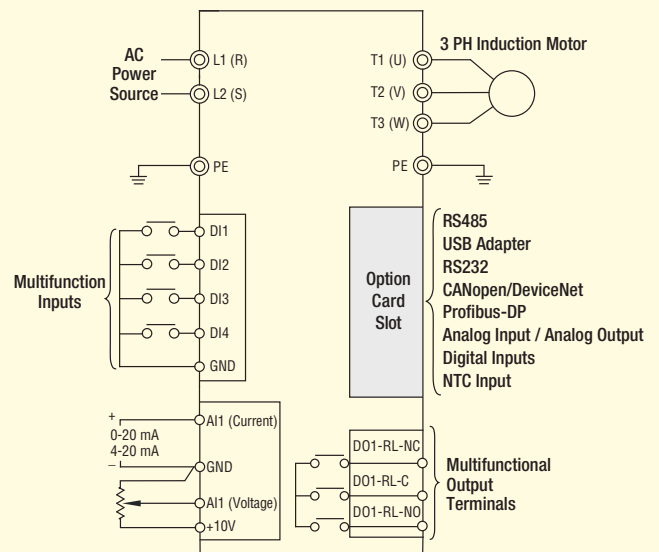 AC
Power
Source
L1 (R)
L2 (S)
PE
T1 (U)
T2 (V)
T3 (W)
PE
3 PH Induction Motor
Multifunction
Inputs
DI1
DI2
DI3
DI4
GND
Option
Card
Slot
RS485
USB Adapter
RS232
CANopen/DeviceNet
Profibus-DP
Analog Input / Analog Output
Digital Inputs
NTC Input
+
0-20 mA
4-20 mA
–
AI1 (Current)
GND
AI1 (Voltage)
+10V
DO1-RL-NC
DO1-RL-C
DO1-RL-NO
Multifunctional
Output
Terminals